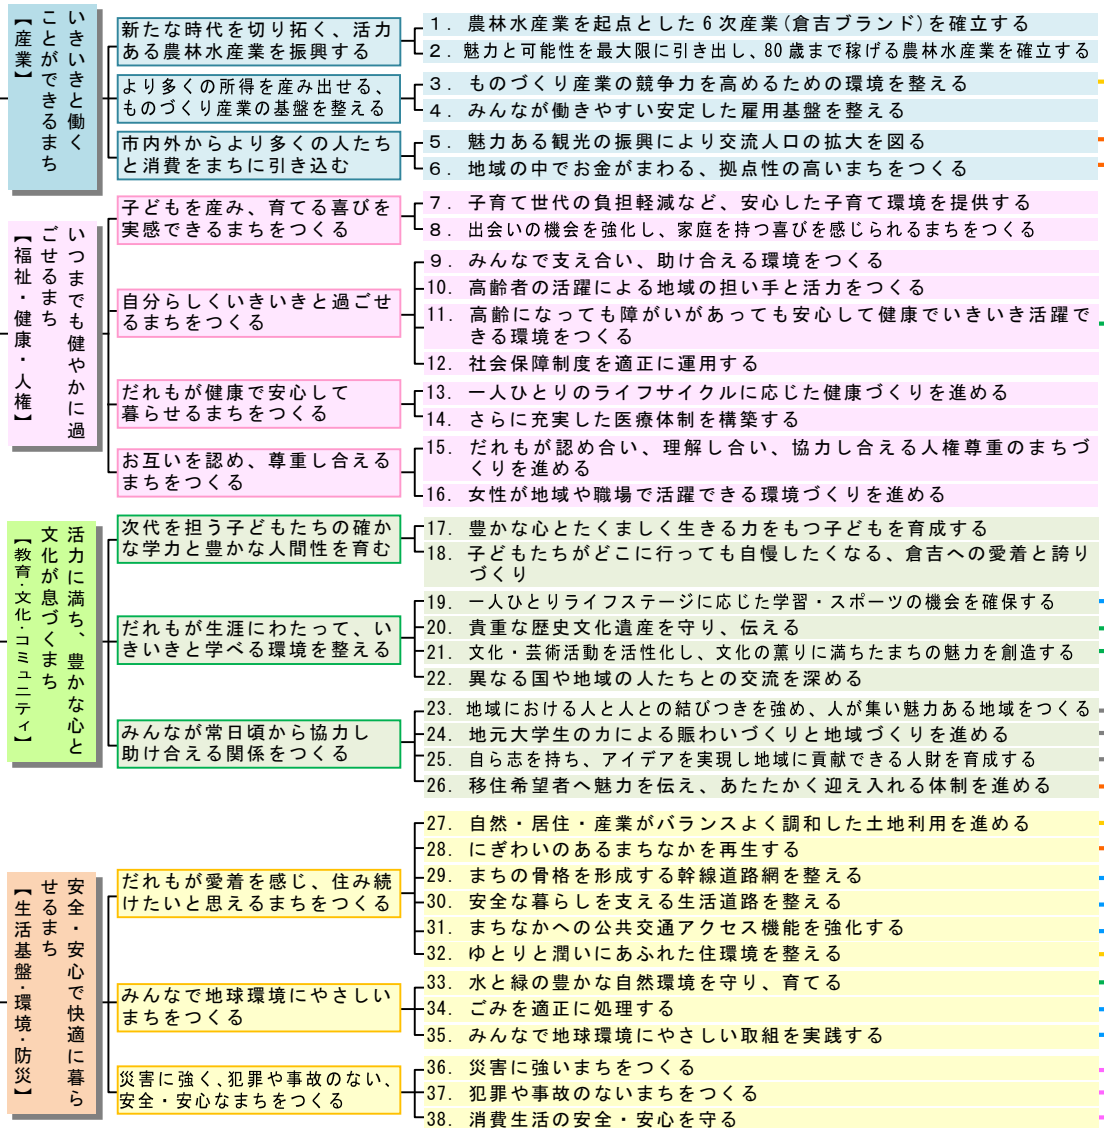 いきいきと働く
ことができるまち
【産業】
新たな時代を切り拓く、活力
ある農林水産業を振興する
1. 農林水産業を起点とした6次産業(倉吉ブランド)を確立する
2. 魅力と可能性を最大限に引き出し、80歳まで稼げる農林水産業を確立する
より多くの所得を産み出せる、
ものづくり産業の基盤を整える
3. ものづくり産業の競争力を高めるための環境を整える
4. みんなが働きやすい安定した雇用基盤を整える
市内外からより多くの人たち
と消費をまちに引き込む
5. 魅力ある観光の振興により交流人口の拡大を図る
6. 地域の中でお金がまわる、拠点性の高いまちをつくる
いつまでも健やかに過
ごせるまち
【福祉・健康・人権】
子どもを産み、育てる喜びを
実感できるまちをつくる
7. 子育て世代の負担軽減など、安心した子育て環境を提供する
8. 出会いの機会を強化し、家庭を持つ喜びを感じられるまちをつくる
自分らしくいきいきと過ごせ
るまちをつくる
9. みんなで支え合い、助け合える環境をつくる
10. 高齢者の活躍による地域の担い手と活力をつくる
11. 高齢になっても障がいがあっても安心して健康でいきいき活躍で
きる環境をつくる
12. 社会保障制度を適正に運用する
だれもが健康で安心して
暮らせるまちをつくる
13. 一人ひとりのライフサイクルに応じた健康づくりを進める
14. さらに充実した医療体制を構築する
お互いを認め、尊重し合える
まちをつくる
15. だれもが認め合い、理解し合い、協力し合える人権尊重のまちづ
くりを進める
16. 女性が地域や職場で活躍できる環境づくりを進める
活力に満ち、豊かな心と
文化が息づくまち
【教育・文化・コミュニティ】
次代を担う子どもたちの確か
な学力と豊かな人間性を育む
17. 豊かな心とたくましく生きる力をもつ子どもを育成する
18. 子どもたちがどこに行っても自慢したくなる、倉吉への愛着と誇り
づくり
だれもが生涯にわたって、い
きいきと学べる環境を整える
19. 一人ひとりライフステージに応じた学習・スポーツの機会を確保する
20. 貴重な歴史文化遺産を守り、伝える
21. 文化・芸術活動を活性化し、文化の薫りに満ちたまちの魅力を創造する
22. 異なる国や地域の人たちとの交流を深める
みんなが常日頃から協力し
助け合える関係をつくる
23. 地域における人と人との結びつきを強め、人が集い魅力ある地域をつくる
24. 地元大学生の力による賑わいづくりと地域づくりを進める
25. 自ら志を持ち、アイデアを実現し地域に貢献できる人財を育成する
26. 移住希望者へ魅力を伝え、あたたかく迎え入れる体制を進める
安全・安心で快適に暮ら
せるまち
【生活基盤・環境・防災】
だれもが愛着を感じ、住み続
けたいと思えるまちをつくる
27. 自然・居住・産業がバランスよく調和した土地利用を進める
28. にぎわいのあるまちなかを再生する
29. まちの骨格を形成する幹線道路網を整える
30. 安全な暮らしを支える生活道路を整える
31. まちなかへの公共交通アクセス機能を強化する
32. ゆとりと潤いにあふれた住環境を整える
みんなで地球環境にやさしい
まちをつくる
33. 水と緑の豊かな自然環境を守り、育てる
34. ごみを適正に処理する
35. みんなで地球環境にやさしい取組を実践する
災害に強く、犯罪や事故のない、
安全・安心なまちをつくる
36. 災害に強いまちをつくる
37. 犯罪や事故のないまちをつくる
38. 消費生活の安全・安心を守る